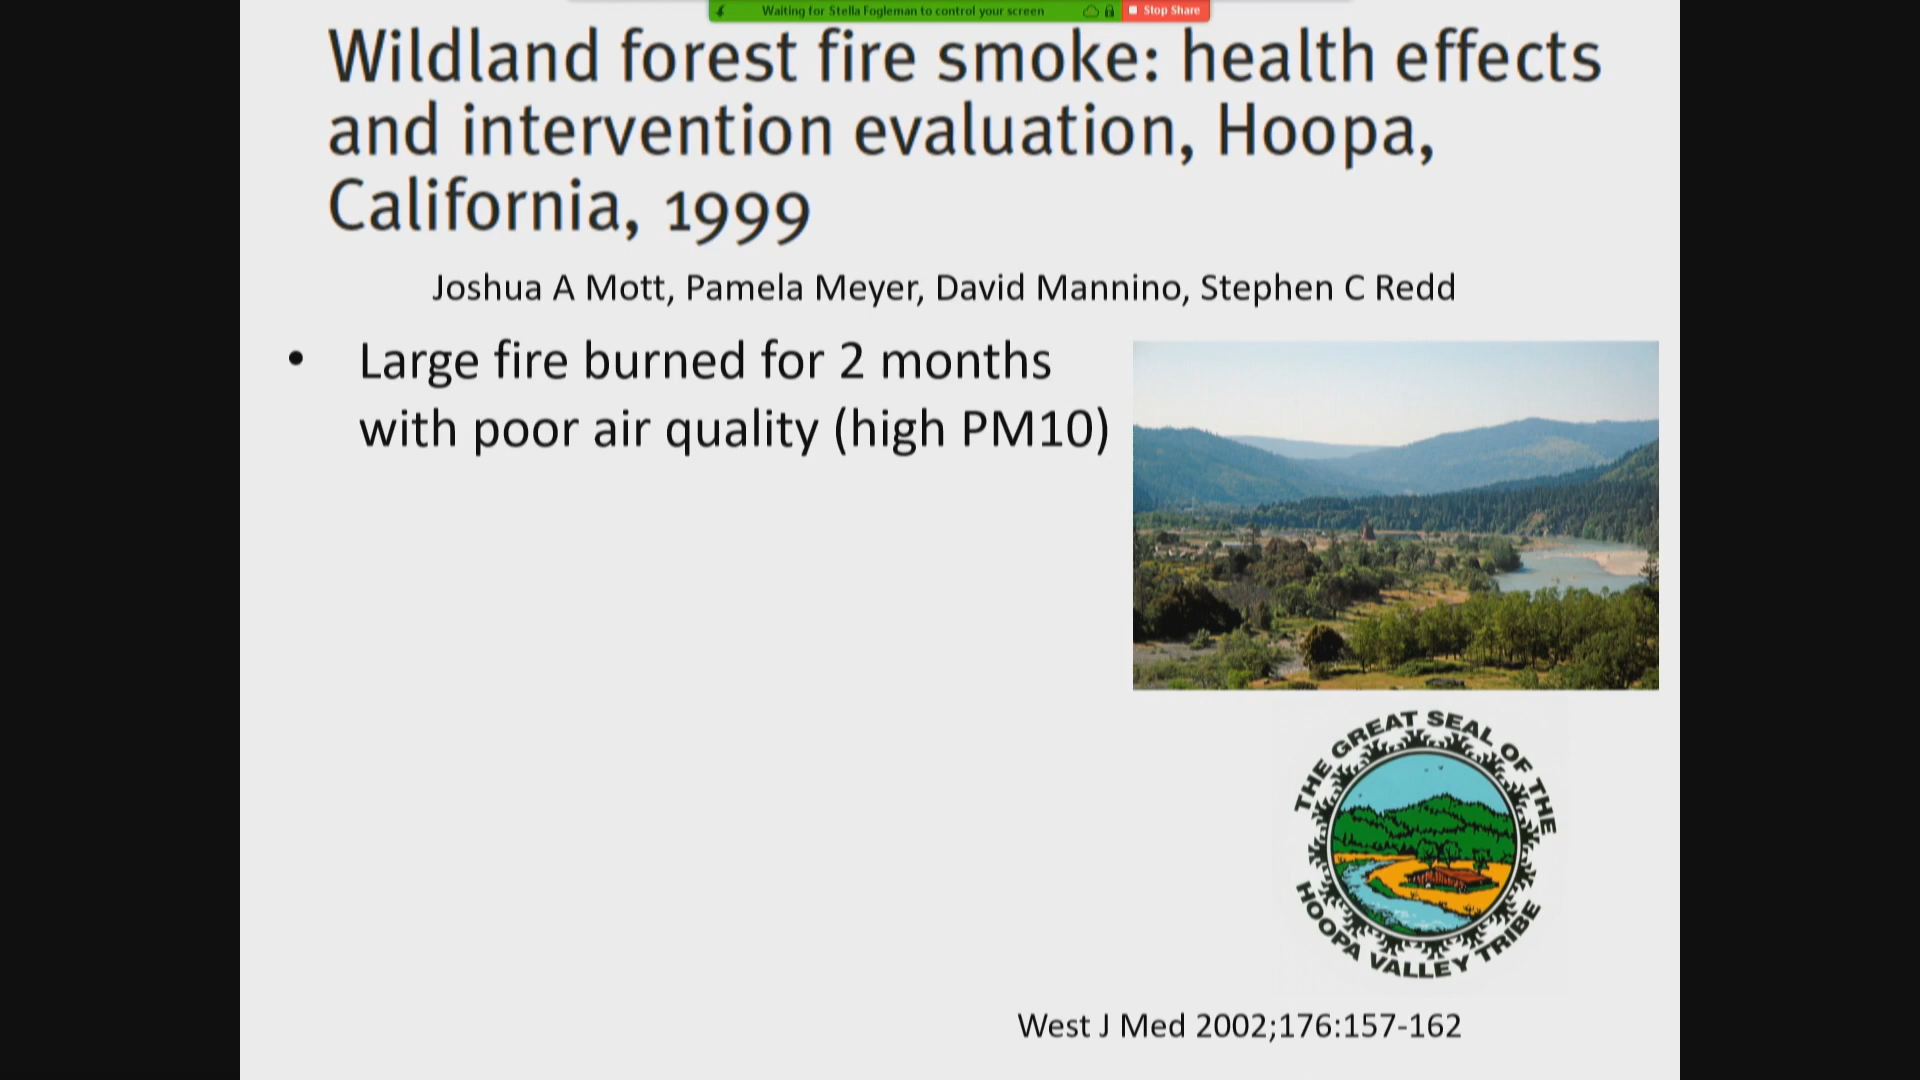 Waiting for Stella Fogleman to control your screen
Stop Share
Wildland forest fire smoke: health effects
and intervention evaluation, Hoopa,
California, 1999
Joshua A Mott, Pamela Meyer, David Mannino, Stephen C Redd
• Large fire burned for 2 months
with poor air quality (high PM10)
THE GREAT SEAL OF THE
HOOPA VALLEY TRIBE
West J Med 2002;176:157-162